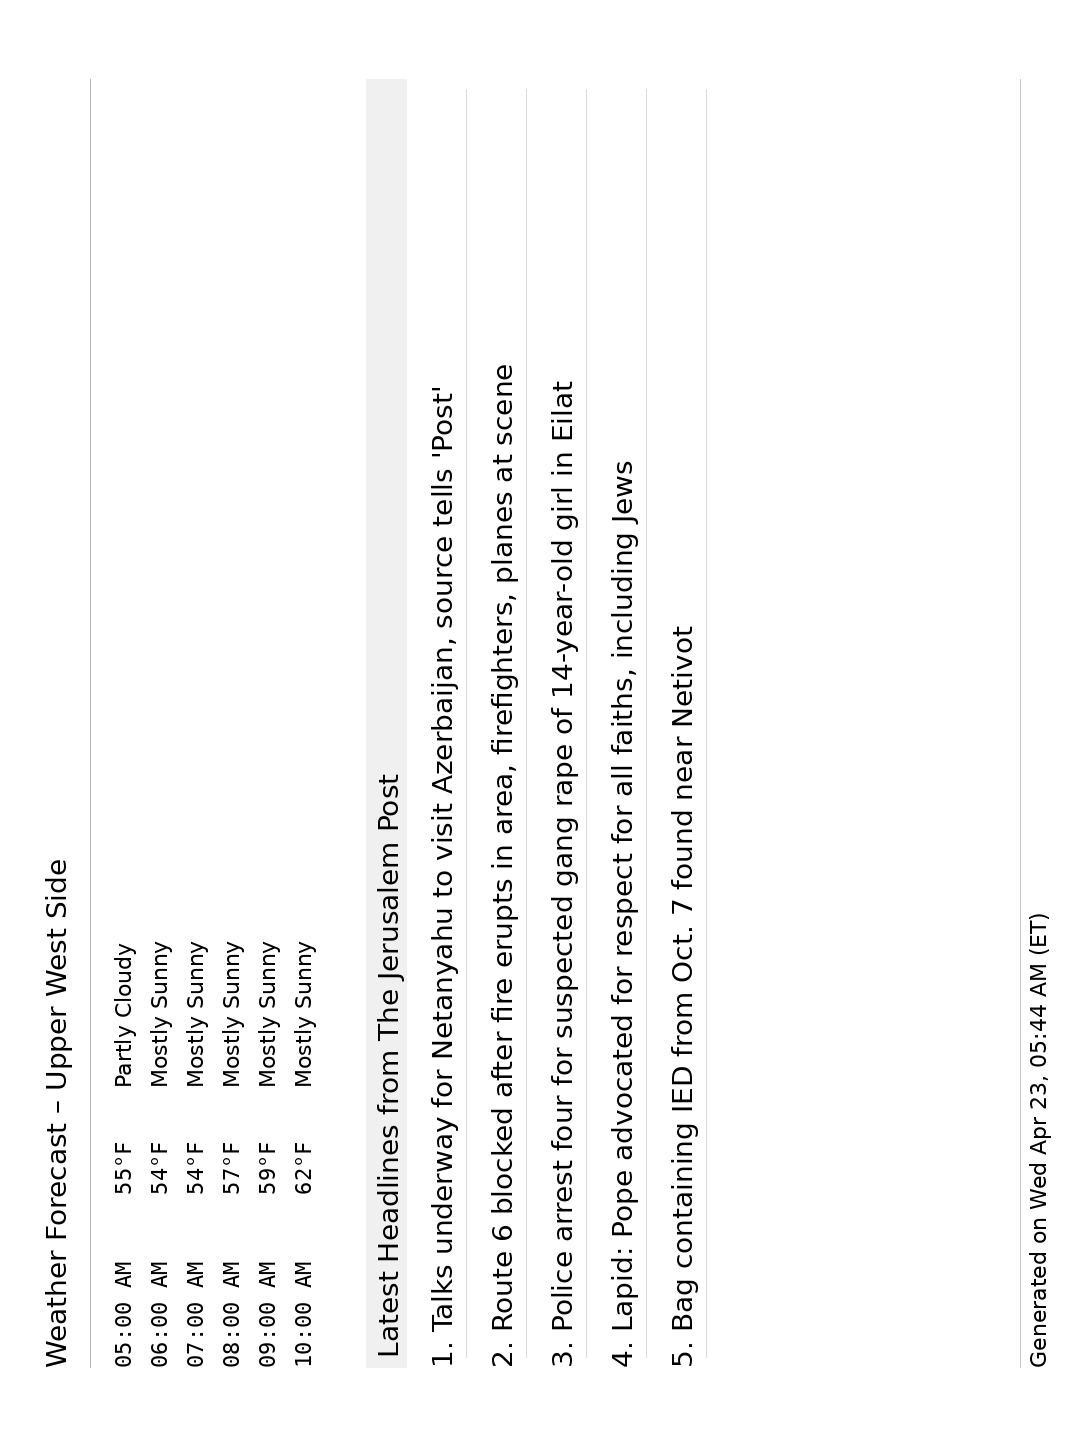 Weather Forecast – Upper West Side
05:00 AM 55°F Partly Cloudy
06:00 AM 54°F Mostly Sunny
07:00 AM 54°F Mostly Sunny
08:00 AM 57°F Mostly Sunny
09:00 AM 59°F Mostly Sunny
10:00 AM 62°F Mostly Sunny
Latest Headlines from The Jerusalem Post
1. Talks underway for Netanyahu to visit Azerbaijan, source tells 'Post'
2. Route 6 blocked after fire erupts in area, firefighters, planes at scene
3. Police arrest four for suspected gang rape of 14-year-old girl in Eilat
4. Lapid: Pope advocated for respect for all faiths, including Jews
5. Bag containing IED from Oct. 7 found near Netivot
Generated on Wed Apr 23, 05:44 AM (ET)